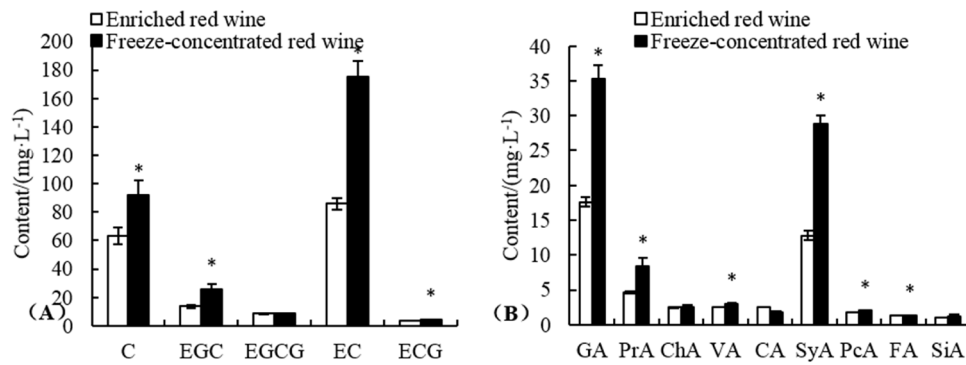 Enriched red wine
Freeze-concentrated red wine
200
180
160
140
120
100
80
60
40
20
0
Content/(mg·L-1)
(A)
* * * * *
C EGC EGCG EC ECG
Enriched red wine
Freeze-concentrated red wine
40
35
30
25
20
15
10
5
0
Content/(mg·L-1)
(B)
* * * * * *
GA PrA ChA VA CA SyA PcA FA SiA